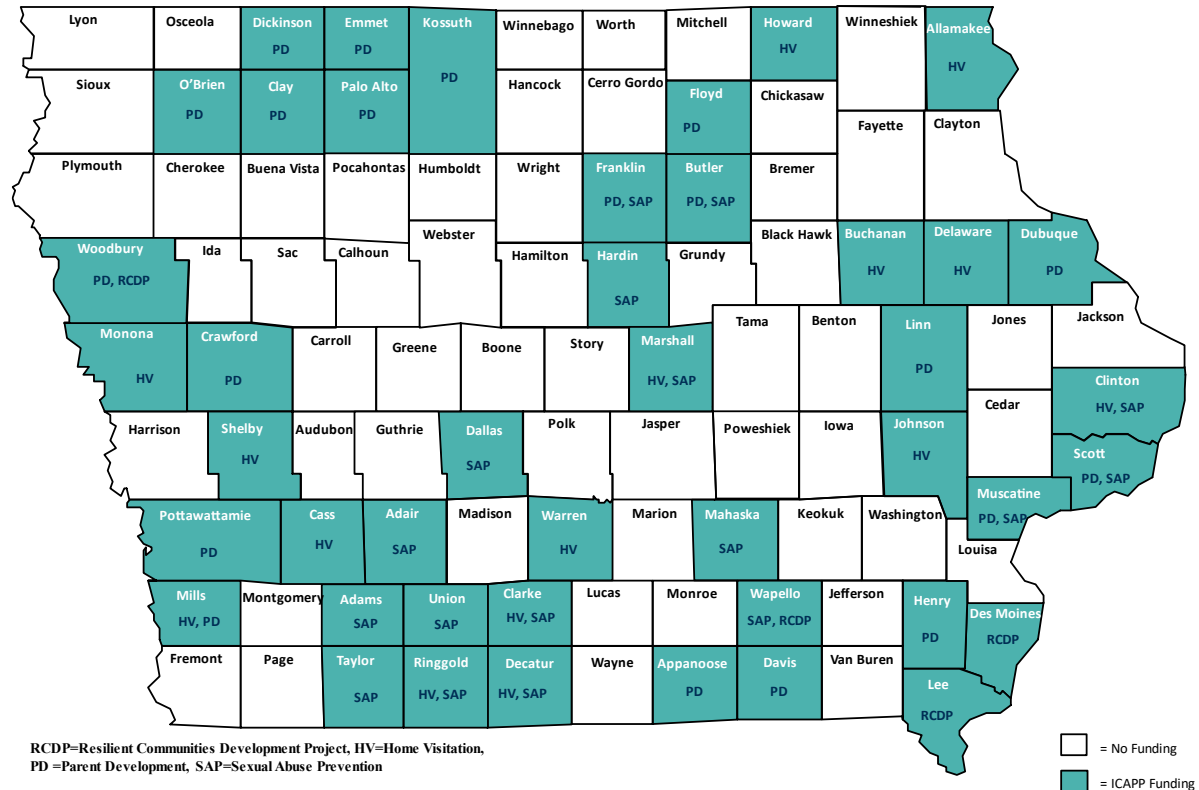 Lyon
Osceola
Dickinson
PD
Emmet
PD
Kossuth
PD
Winnebago
Worth
Mitchell
Howard
HV
Winneshiek
Allamakee
HV
Sioux
O'Brien
PD
Clay
PD
Palo Alto
PD
Hancock
Cerro Gordo
Floyd
PD
Chickasaw
Fayette
Clayton
Plymouth
Cherokee
Buena Vista
Pocahontas
Humboldt
Wright
Franklin
PD, SAP
Butler
PD, SAP
Bremer
Woodbury
PD, RCDP
Ida
Sac
Calhoun
Webster
Hamilton
Hardin
SAP
Grundy
Black Hawk
Buchanan
HV
Delaware
HV
Dubuque
PD
Monona
HV
Crawford
PD
Carroll
Greene
Boone
Story
Marshall
HV, SAP
Tama
Benton
Linn
PD
Jones
Jackson
Clinton
HV, SAP
Harrison
Shelby
HV
Audubon
Guthrie
Dallas
SAP
Polk
Jasper
Poweshiek
Iowa
Johnson
HV
Cedar
Scott
PD, SAP
Muscatine
PD, SAP
Pottawattamie
PD
Cass
HV
Adair
SAP
Madison
Warren
HV
Marion
Mahaska
SAP
Keokuk
Washington
Louisa
Mills
HV, PD
Montgomery
Adams
SAP
Union
SAP
Clarke
HV, SAP
Lucas
Monroe
Wapello
SAP, RCDP
Jefferson
Henry
PD
Des Moines
RCDP
Fremont
Page
Taylor
SAP
Ringgold
HV, SAP
Decatur
HV, SAP
Wayne
Appanoose
PD
Davis
PD
Van Buren
Lee
RCDP
RCDP=Resilient Communities Development Project, HV=Home Visitation,
PD =Parent Development, SAP=Sexual Abuse Prevention
= No Funding
= ICAPP Funding